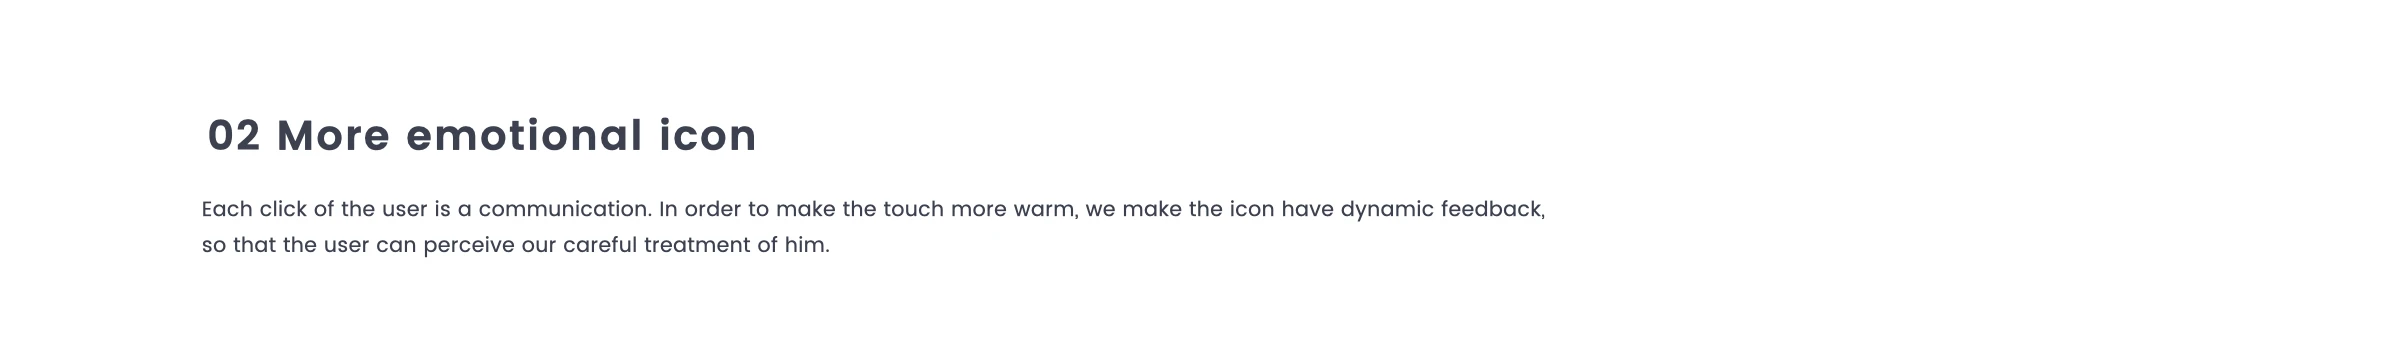 02 More emotional icon
Each click of the user is a communication. In order to make the touch more warm, we make the icon have dynamic feedback,
so that the user can perceive our careful treatment of him.